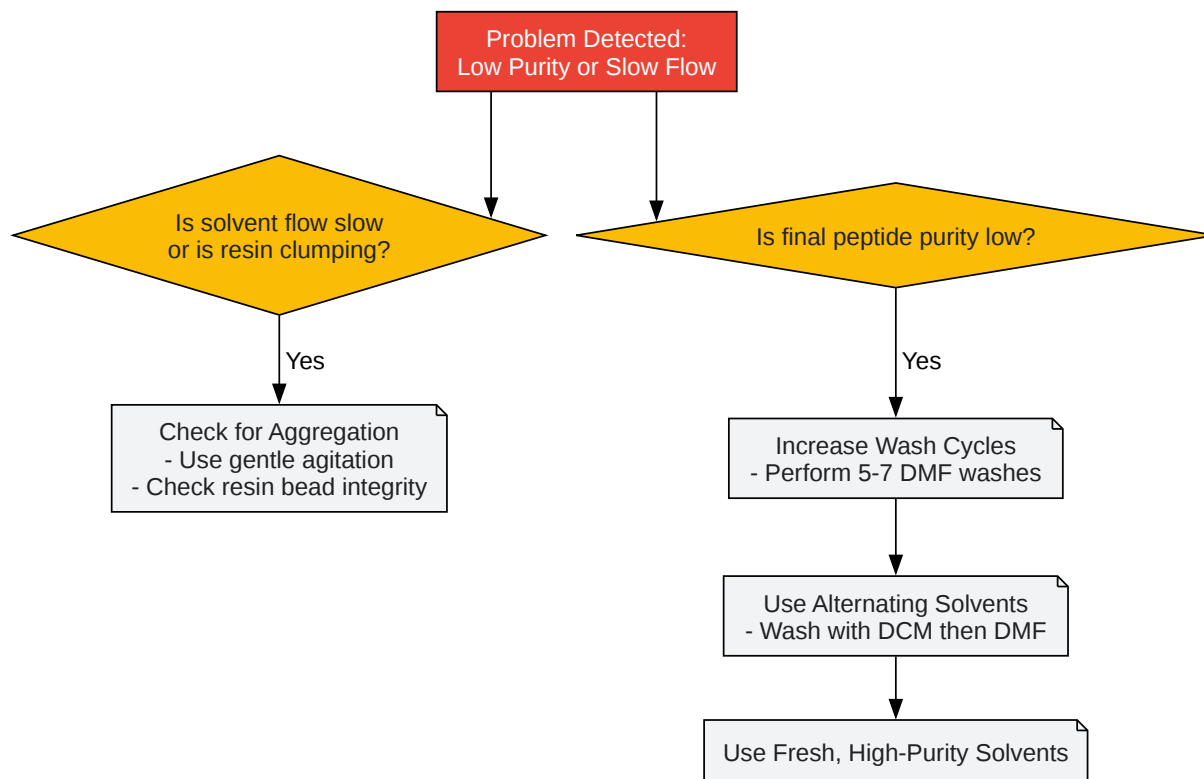 Problem Detected:
Low Purity or Slow Flow
Is solvent flow slow
or is resin clumping?
Is final peptide purity low?
Yes
Yes
Check for Aggregation
- Use gentle agitation
- Check resin bead integrity
Increase Wash Cycles
- Perform 5-7 DMF washes
Use Alternating Solvents
- Wash with DCM then DMF
Use Fresh, High-Purity Solvents